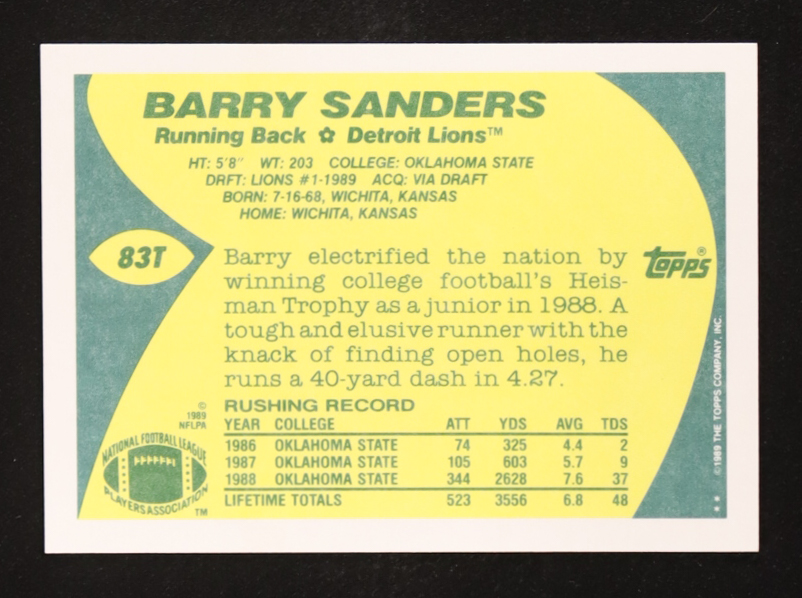 BARRY SANDERS
Running Back ✿ Detroit Lions™
HT: 5'8" WT: 203 COLLEGE: OKLAHOMA STATE
DRFT: LIONS #1-1989 ACQ: VIA DRAFT
BORN: 7-16-68, WICHITA, KANSAS
HOME: WICHITA, KANSAS
83T
Barry electrified the nation by
winning college football's Heis-
man Trophy as a junior in 1988. A
tough and elusive runner with the
knack of finding open holes, he
runs a 40-yard dash in 4.27.
topps®
RUSHING RECORD
YEAR COLLEGE ATT YDS AVG TDS
1986 OKLAHOMA STATE 74 325 4.4 2
1987 OKLAHOMA STATE 105 603 5.7 9
1988 OKLAHOMA STATE 344 2628 7.6 37
LIFETIME TOTALS 523 3556 6.8 48
©
1989
NFLPA
NATIONAL FOOTBALL LEAGUE
PLAYERS ASSOCIATION
™
** ©1989 THE TOPPS COMPANY, INC.